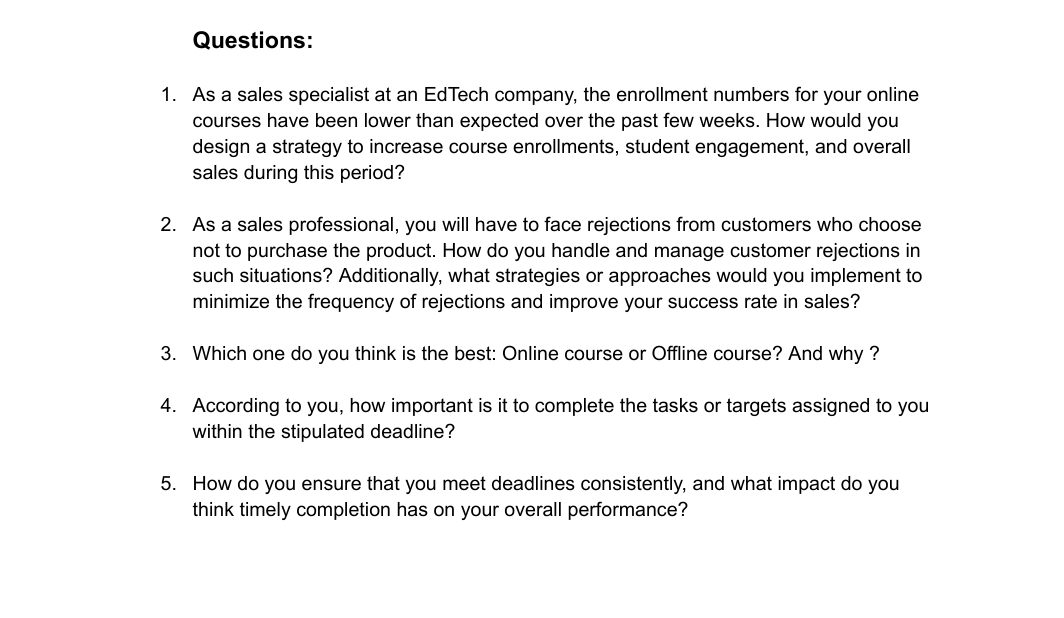 Questions:
1. As a sales specialist at an EdTech company, the enrollment numbers for your online
courses have been lower than expected over the past few weeks. How would you
design a strategy to increase course enrollments, student engagement, and overall
sales during this period?
2. As a sales professional, you will have to face rejections from customers who choose
not to purchase the product. How do you handle and manage customer rejections in
such situations? Additionally, what strategies or approaches would you implement to
minimize the frequency of rejections and improve your success rate in sales?
3. Which one do you think is the best: Online course or Offline course? And why ?
4. According to you, how important is it to complete the tasks or targets assigned to you
within the stipulated deadline?
5. How do you ensure that you meet deadlines consistently, and what impact do you
think timely completion has on your overall performance?